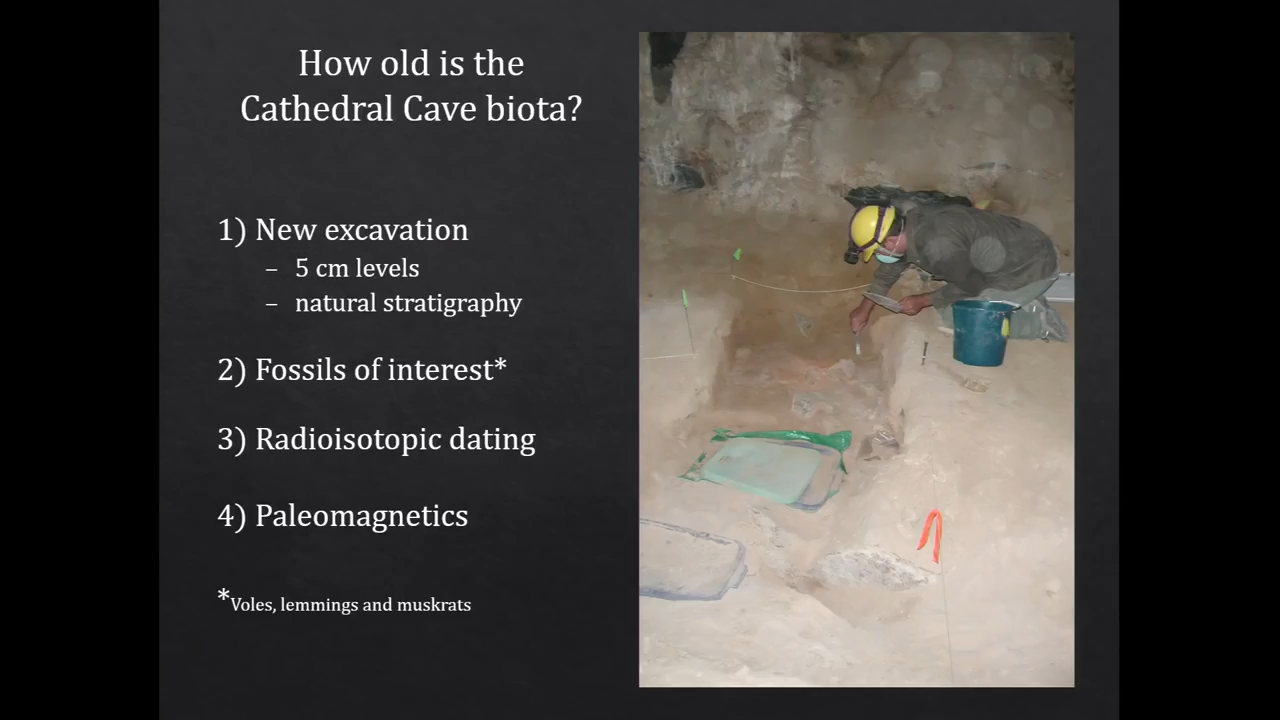 How old is the
Cathedral Cave biota?
1) New excavation
– 5 cm levels
– natural stratigraphy
2) Fossils of interest*
3) Radioisotopic dating
4) Paleomagnetics
*Voles, lemmings and muskrats